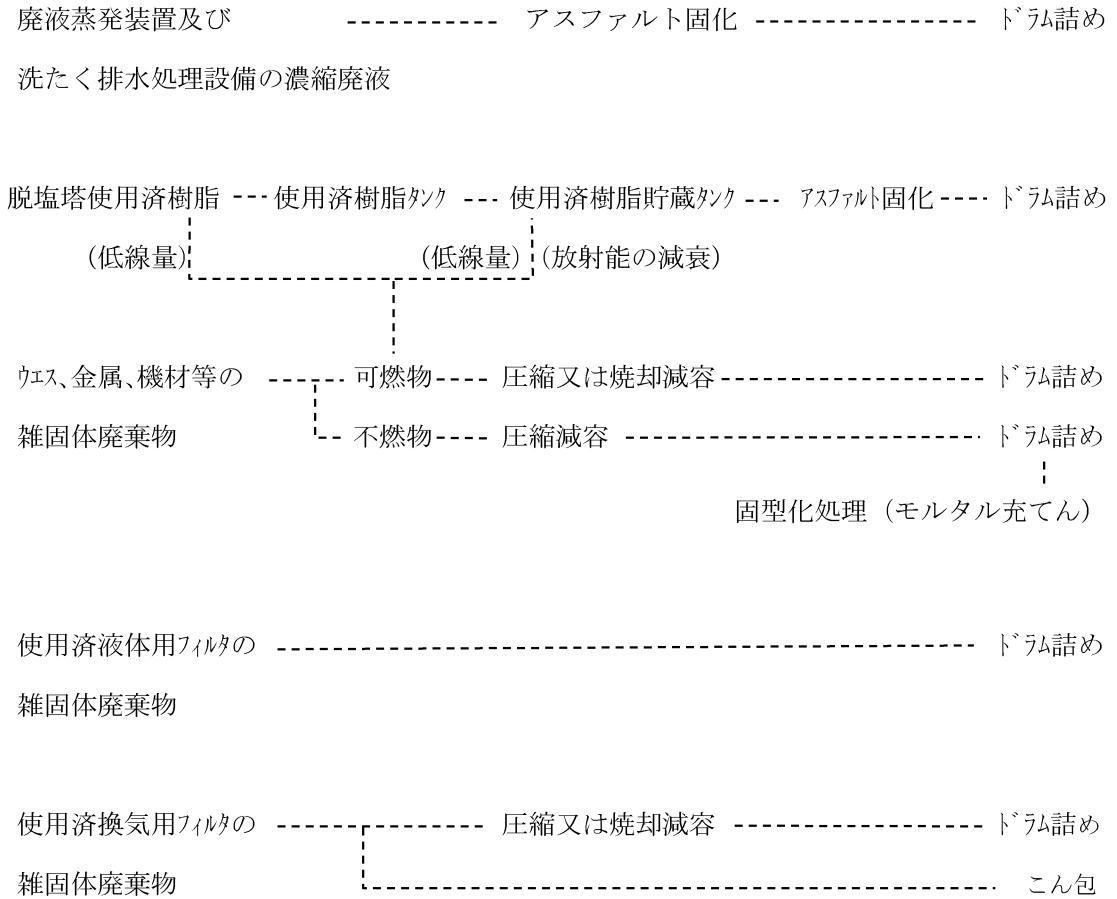 廃液蒸発装置及び アスファルト固化 ﾄﾞﾗﾑ詰め
洗たく排水処理設備の濃縮廃液
脱塩塔使用済樹脂 使用済樹脂ﾀﾝｸ 使用済樹脂貯蔵ﾀﾝｸ ｱｽﾌｧﾙﾄ固化 ﾄﾞﾗﾑ詰め
(低線量) (低線量) (放射能の減衰)
ｳｴｽ、金属、機材等の 可燃物 圧縮又は焼却減容 ﾄﾞﾗﾑ詰め
雑固体廃棄物 不燃物 圧縮減容 ﾄﾞﾗﾑ詰め
固型化処理（モルタル充てん）
使用済液体用ﾌｨﾙﾀの ﾄﾞﾗﾑ詰め
雑固体廃棄物
使用済換気用ﾌｨﾙﾀの 圧縮又は焼却減容 ﾄﾞﾗﾑ詰め
雑固体廃棄物 こん包